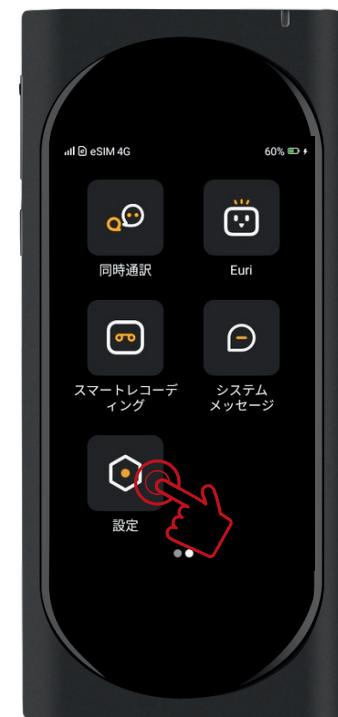 eSIM 4G 60%
同時通訳 Euri
スマートレコーデ
ィング
システム
メッセージ
設定